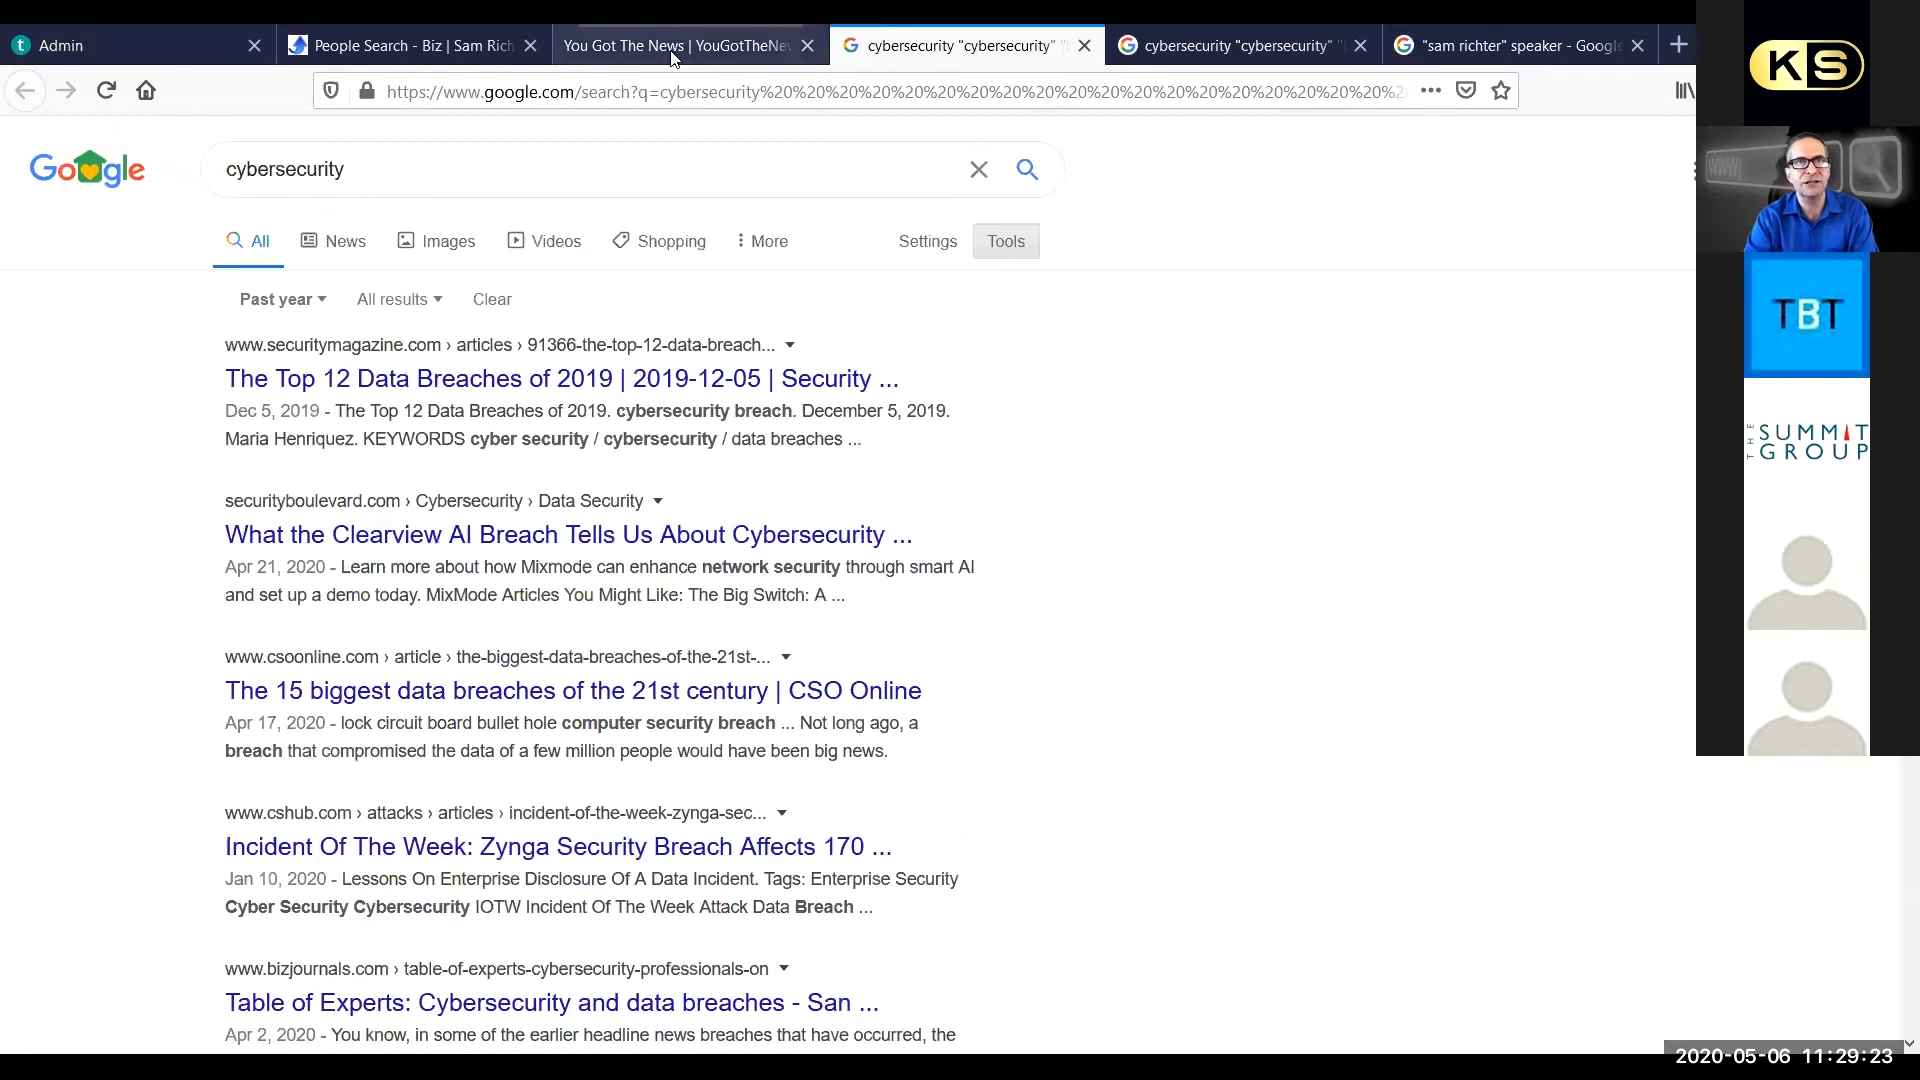 Admin
People Search - Biz | Sam Rich
You Got The News | YouGotTheNe
cybersecurity "cybersecurity"
cybersecurity "cybersecurity"
"sam richter" speaker - Google
https://www.google.com/search?q=cybersecurity%20%20%20%20%20%20%20%20%20%20%20%20%20%20%20%20%2
Google
cybersecurity
All
News
Images
Videos
Shopping
More
Settings
Tools
Past year
All results
Clear
www.securitymagazine.com › articles › 91366-the-top-12-data-breach...
The Top 12 Data Breaches of 2019 | 2019-12-05 | Security ...
Dec 5, 2019 - The Top 12 Data Breaches of 2019. cybersecurity breach. December 5, 2019.
Maria Henriquez. KEYWORDS cyber security / cybersecurity / data breaches ...
securityboulevard.com › Cybersecurity › Data Security
What the Clearview AI Breach Tells Us About Cybersecurity ...
Apr 21, 2020 - Learn more about how Mixmode can enhance network security through smart AI
and set up a demo today. MixMode Articles You Might Like: The Big Switch: A ...
www.csoonline.com › article › the-biggest-data-breaches-of-the-21st-...
The 15 biggest data breaches of the 21st century | CSO Online
Apr 17, 2020 - lock circuit board bullet hole computer security breach ... Not long ago, a
breach that compromised the data of a few million people would have been big news.
www.cshub.com › attacks › articles › incident-of-the-week-zynga-sec...
Incident Of The Week: Zynga Security Breach Affects 170 ...
Jan 10, 2020 - Lessons On Enterprise Disclosure Of A Data Incident. Tags: Enterprise Security
Cyber Security Cybersecurity IOTW Incident Of The Week Attack Data Breach ...
www.bizjournals.com › table-of-experts-cybersecurity-professionals-on
Table of Experts: Cybersecurity and data breaches - San ...
Apr 2, 2020 - You know, in some of the earlier headline news breaches that have occurred, the
KS
WWW
TBT
THE
SUMMIT
GROUP
2020-05-06 11:29:23